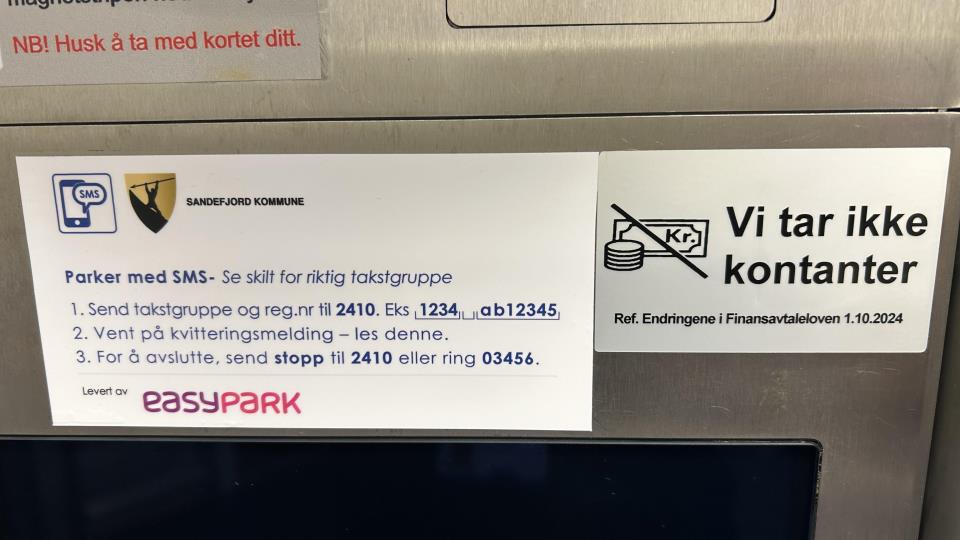 NB! Husk å ta med kortet ditt.
SMS
SANDEFJORD KOMMUNE
Parker med SMS- Se skilt for riktig takstgruppe
1. Send takstgruppe og reg.nr til 2410. Eks 1234 ab12345
2. Vent på kvitteringsmelding – les denne.
3. For å avslutte, send stopp til 2410 eller ring 03456.
Levert av easypark
Kr.
Vi tar ikke
kontanter
Ref. Endringene i Finansavtaleloven 1.10.2024